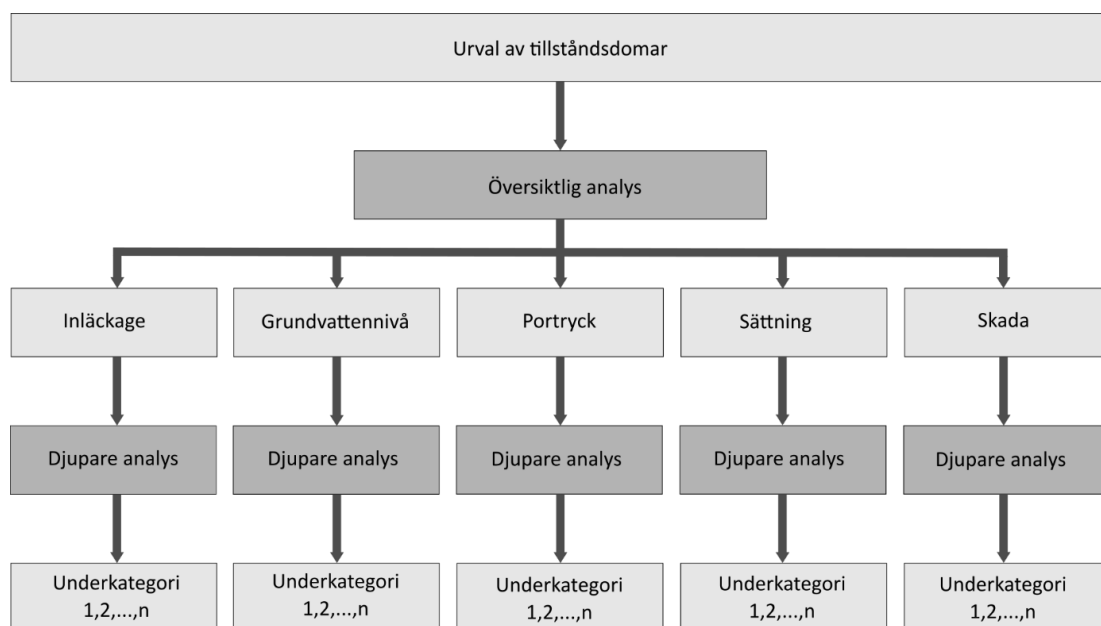 Urval av tillståndsdomar
Översiktlig analys
Inläckage
Grundvattennivå
Portryck
Sättning
Skada
Djupare analys
Djupare analys
Djupare analys
Djupare analys
Djupare analys
Underkategori
1,2,...,n
Underkategori
1,2,...,n
Underkategori
1,2,...,n
Underkategori
1,2,...,n
Underkategori
1,2,...,n